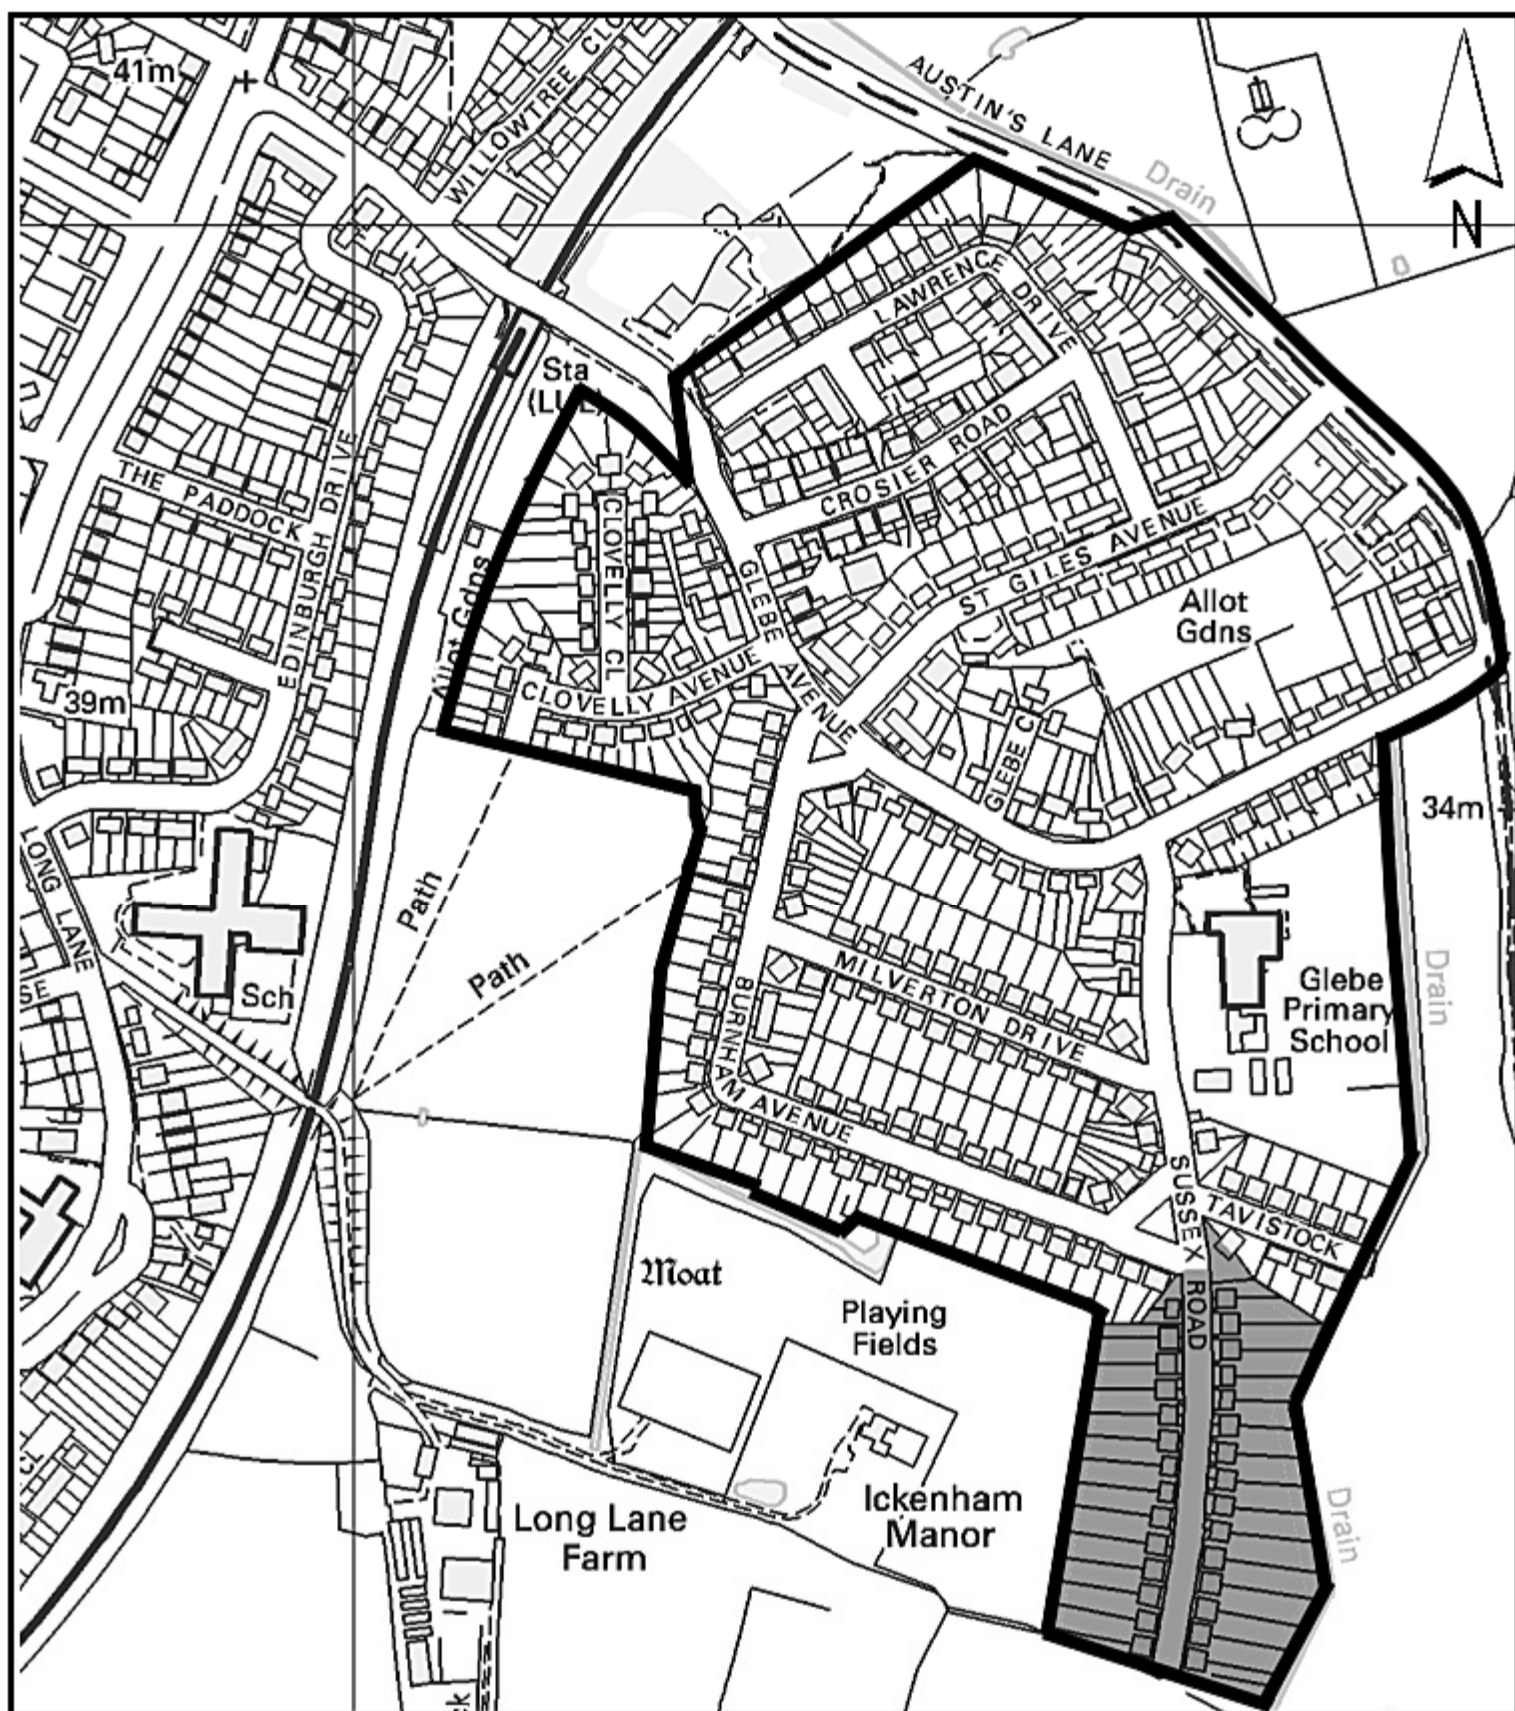 41m
WILLOWTREE CLO
AUSTIN'S LANE
Drain
N
LAWRENCE DRIVE
Sta
THE PADDOCK
EDINBURGH DRIVE
CROSIER ROAD
CLOVELLY CL
GLEBE AVENUE
ST GILES AVENUE
Allot
Gdns
Allot Gdns
39m
CLOVELLY AVENUE
GLEBE CL
34m
LONG LANE
Path
Path
SE
Sch
MILVERTON DRIVE
BURNHAM AVENUE
Glebe
Primary
School
Drain
SUSSEX ROAD
TAVISTOCK
Moat
Playing
Fields
Ickenham
Manor
Long Lane
Farm
Drain